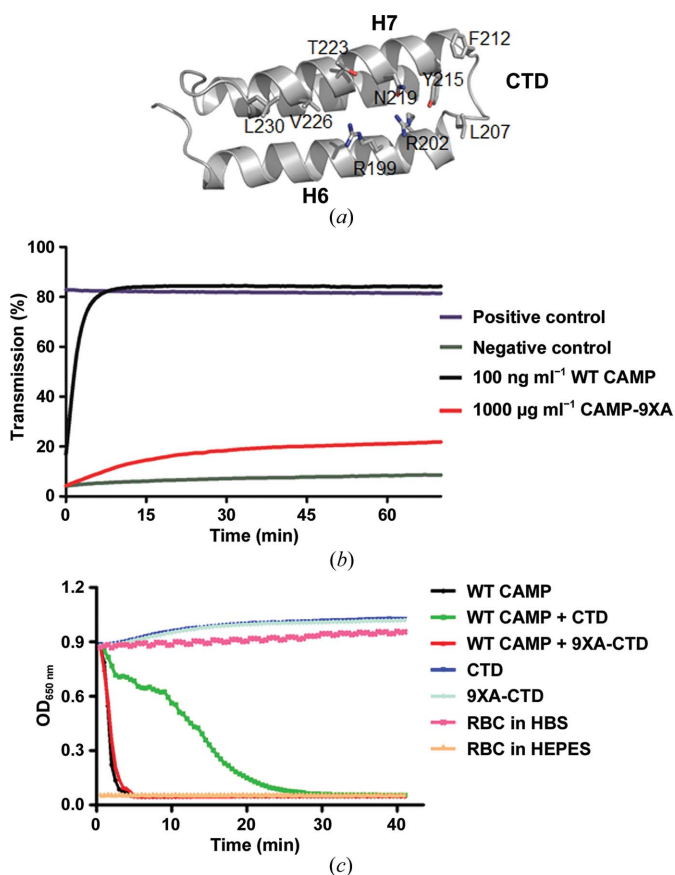 H7
T223
F212
Y215
CTD
N219
L230
V226
L207
R202
R199
H6
(a)
100
80
60
40
20
0
Transmission (%)
0 15 30 45 60
Time (min)
Positive control
Negative control
100 ng ml⁻¹ WT CAMP
1000 µg ml⁻¹ CAMP-9XA
(b)
1.2
0.9
0.6
0.3
0.0
OD650 nm
0 10 20 30 40
Time (min)
WT CAMP
WT CAMP + CTD
WT CAMP + 9XA-CTD
CTD
9XA-CTD
RBC in HBS
RBC in HEPES
(c)